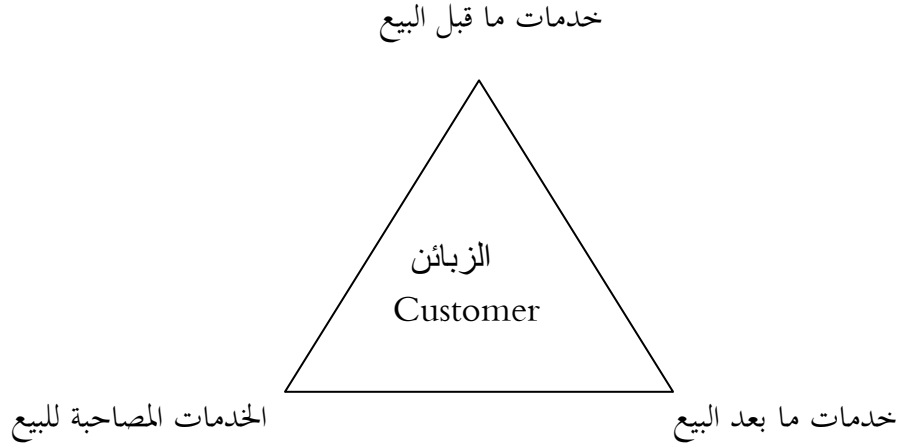 خدمات ما قبل البيع
الزبائن
Customer
خدمات ما بعد البيع
الخدمات المصاحبة للبيع